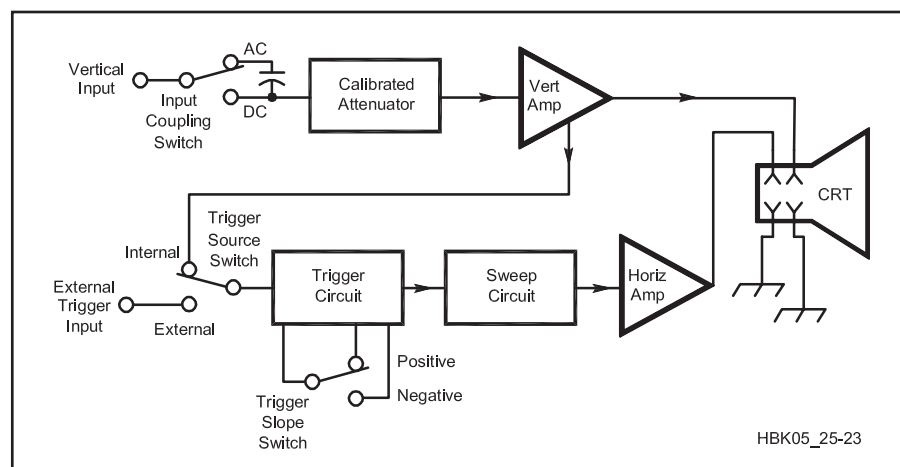 AC
Vertical
Input
Input
Coupling
Switch
DC
Calibrated
Attenuator
Vert
Amp
CRT
Internal
Trigger
Source
Switch
External
Trigger
Input
External
Trigger
Circuit
Sweep
Circuit
Horiz
Amp
Positive
Negative
Trigger
Slope
Switch
HBK05_25-23